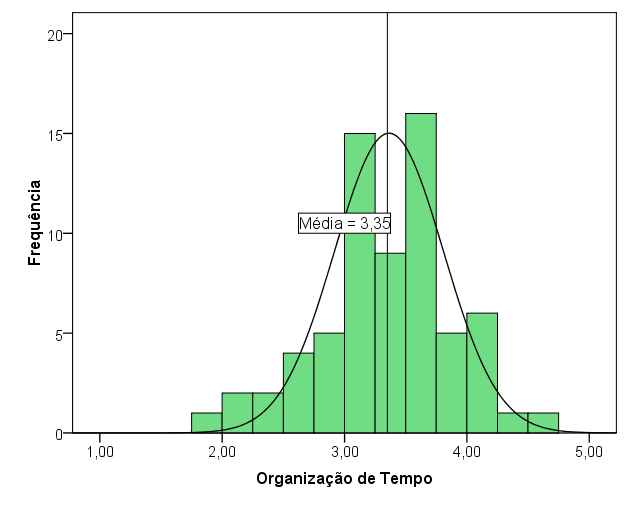 Frequência
20
15
10
5
0
Média = 3,35
1,00 2,00 3,00 4,00 5,00
Organização de Tempo